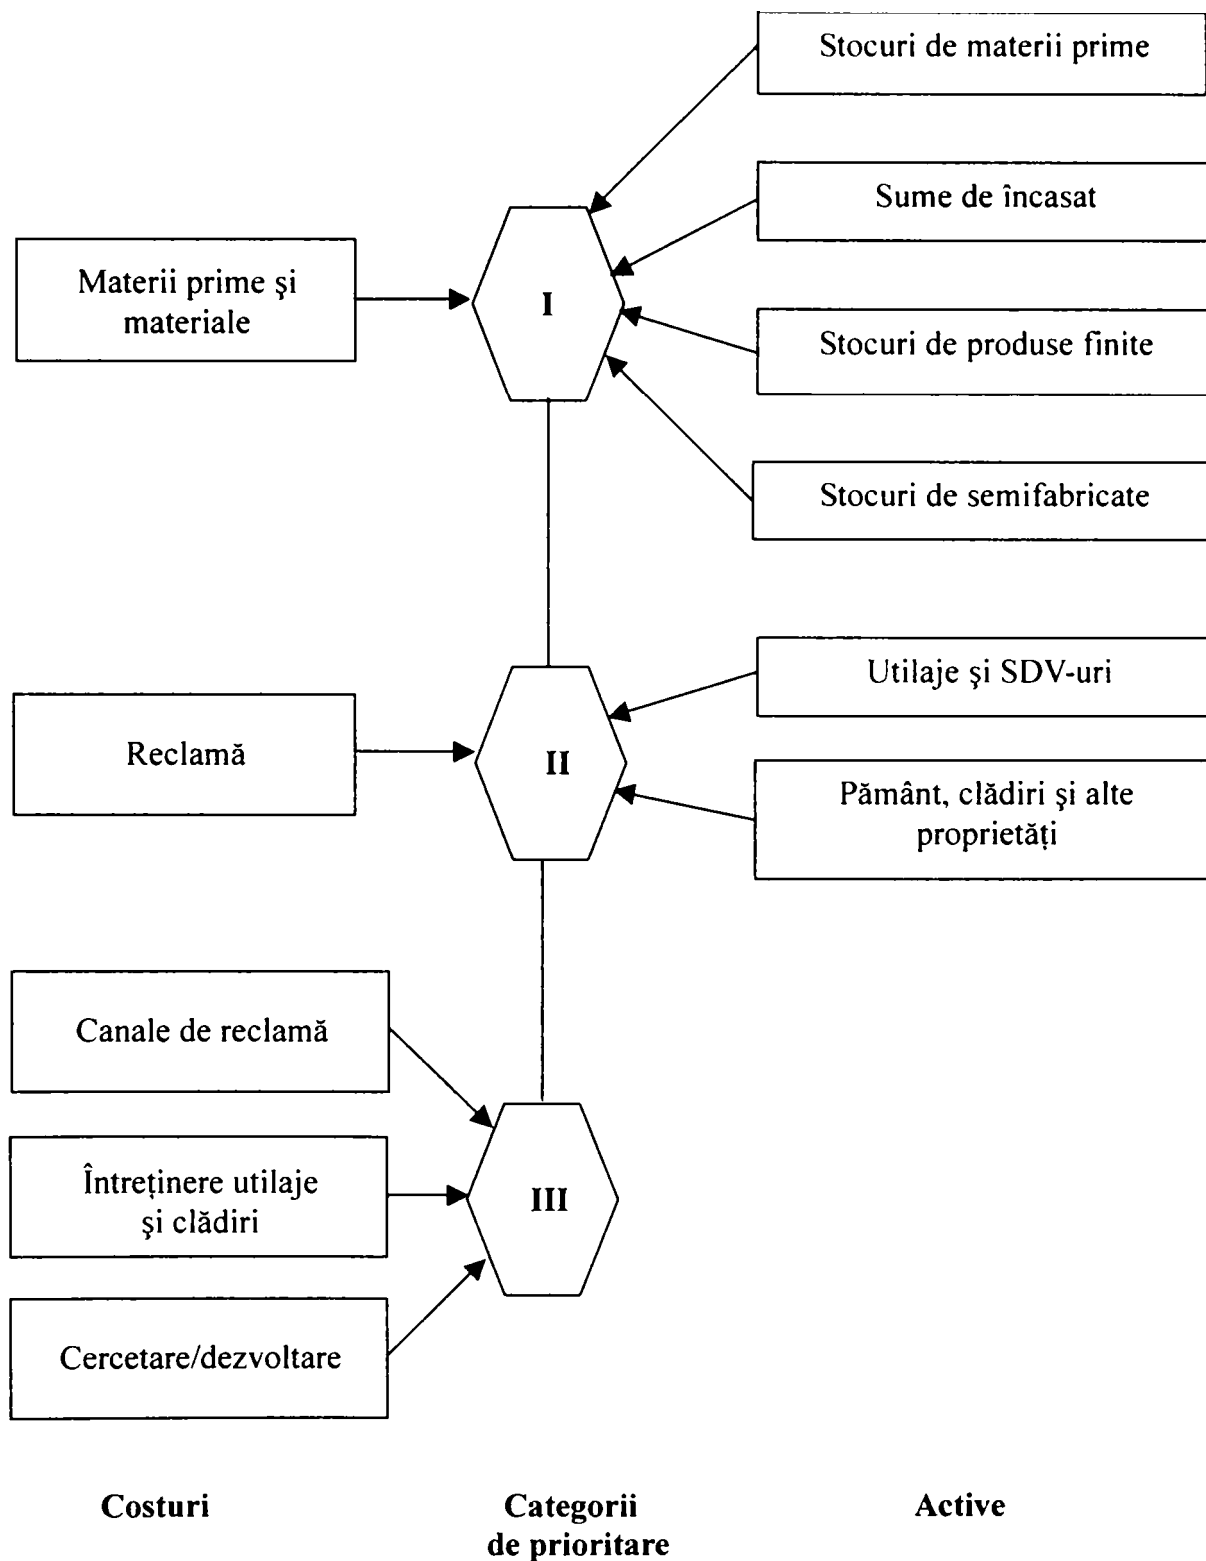 Stocuri de materii prime
Sume de încasat
Materii prime şi
materiale
I
Stocuri de produse finite
Stocuri de semifabricate
Utilaje şi SDV-uri
Reclamă
II
Pământ, clădiri şi alte
proprietăți
Canale de reclamă
Întreținere utilaje
şi clădiri
III
Cercetare/dezvoltare
Costuri
Categorii
de prioritare
Active